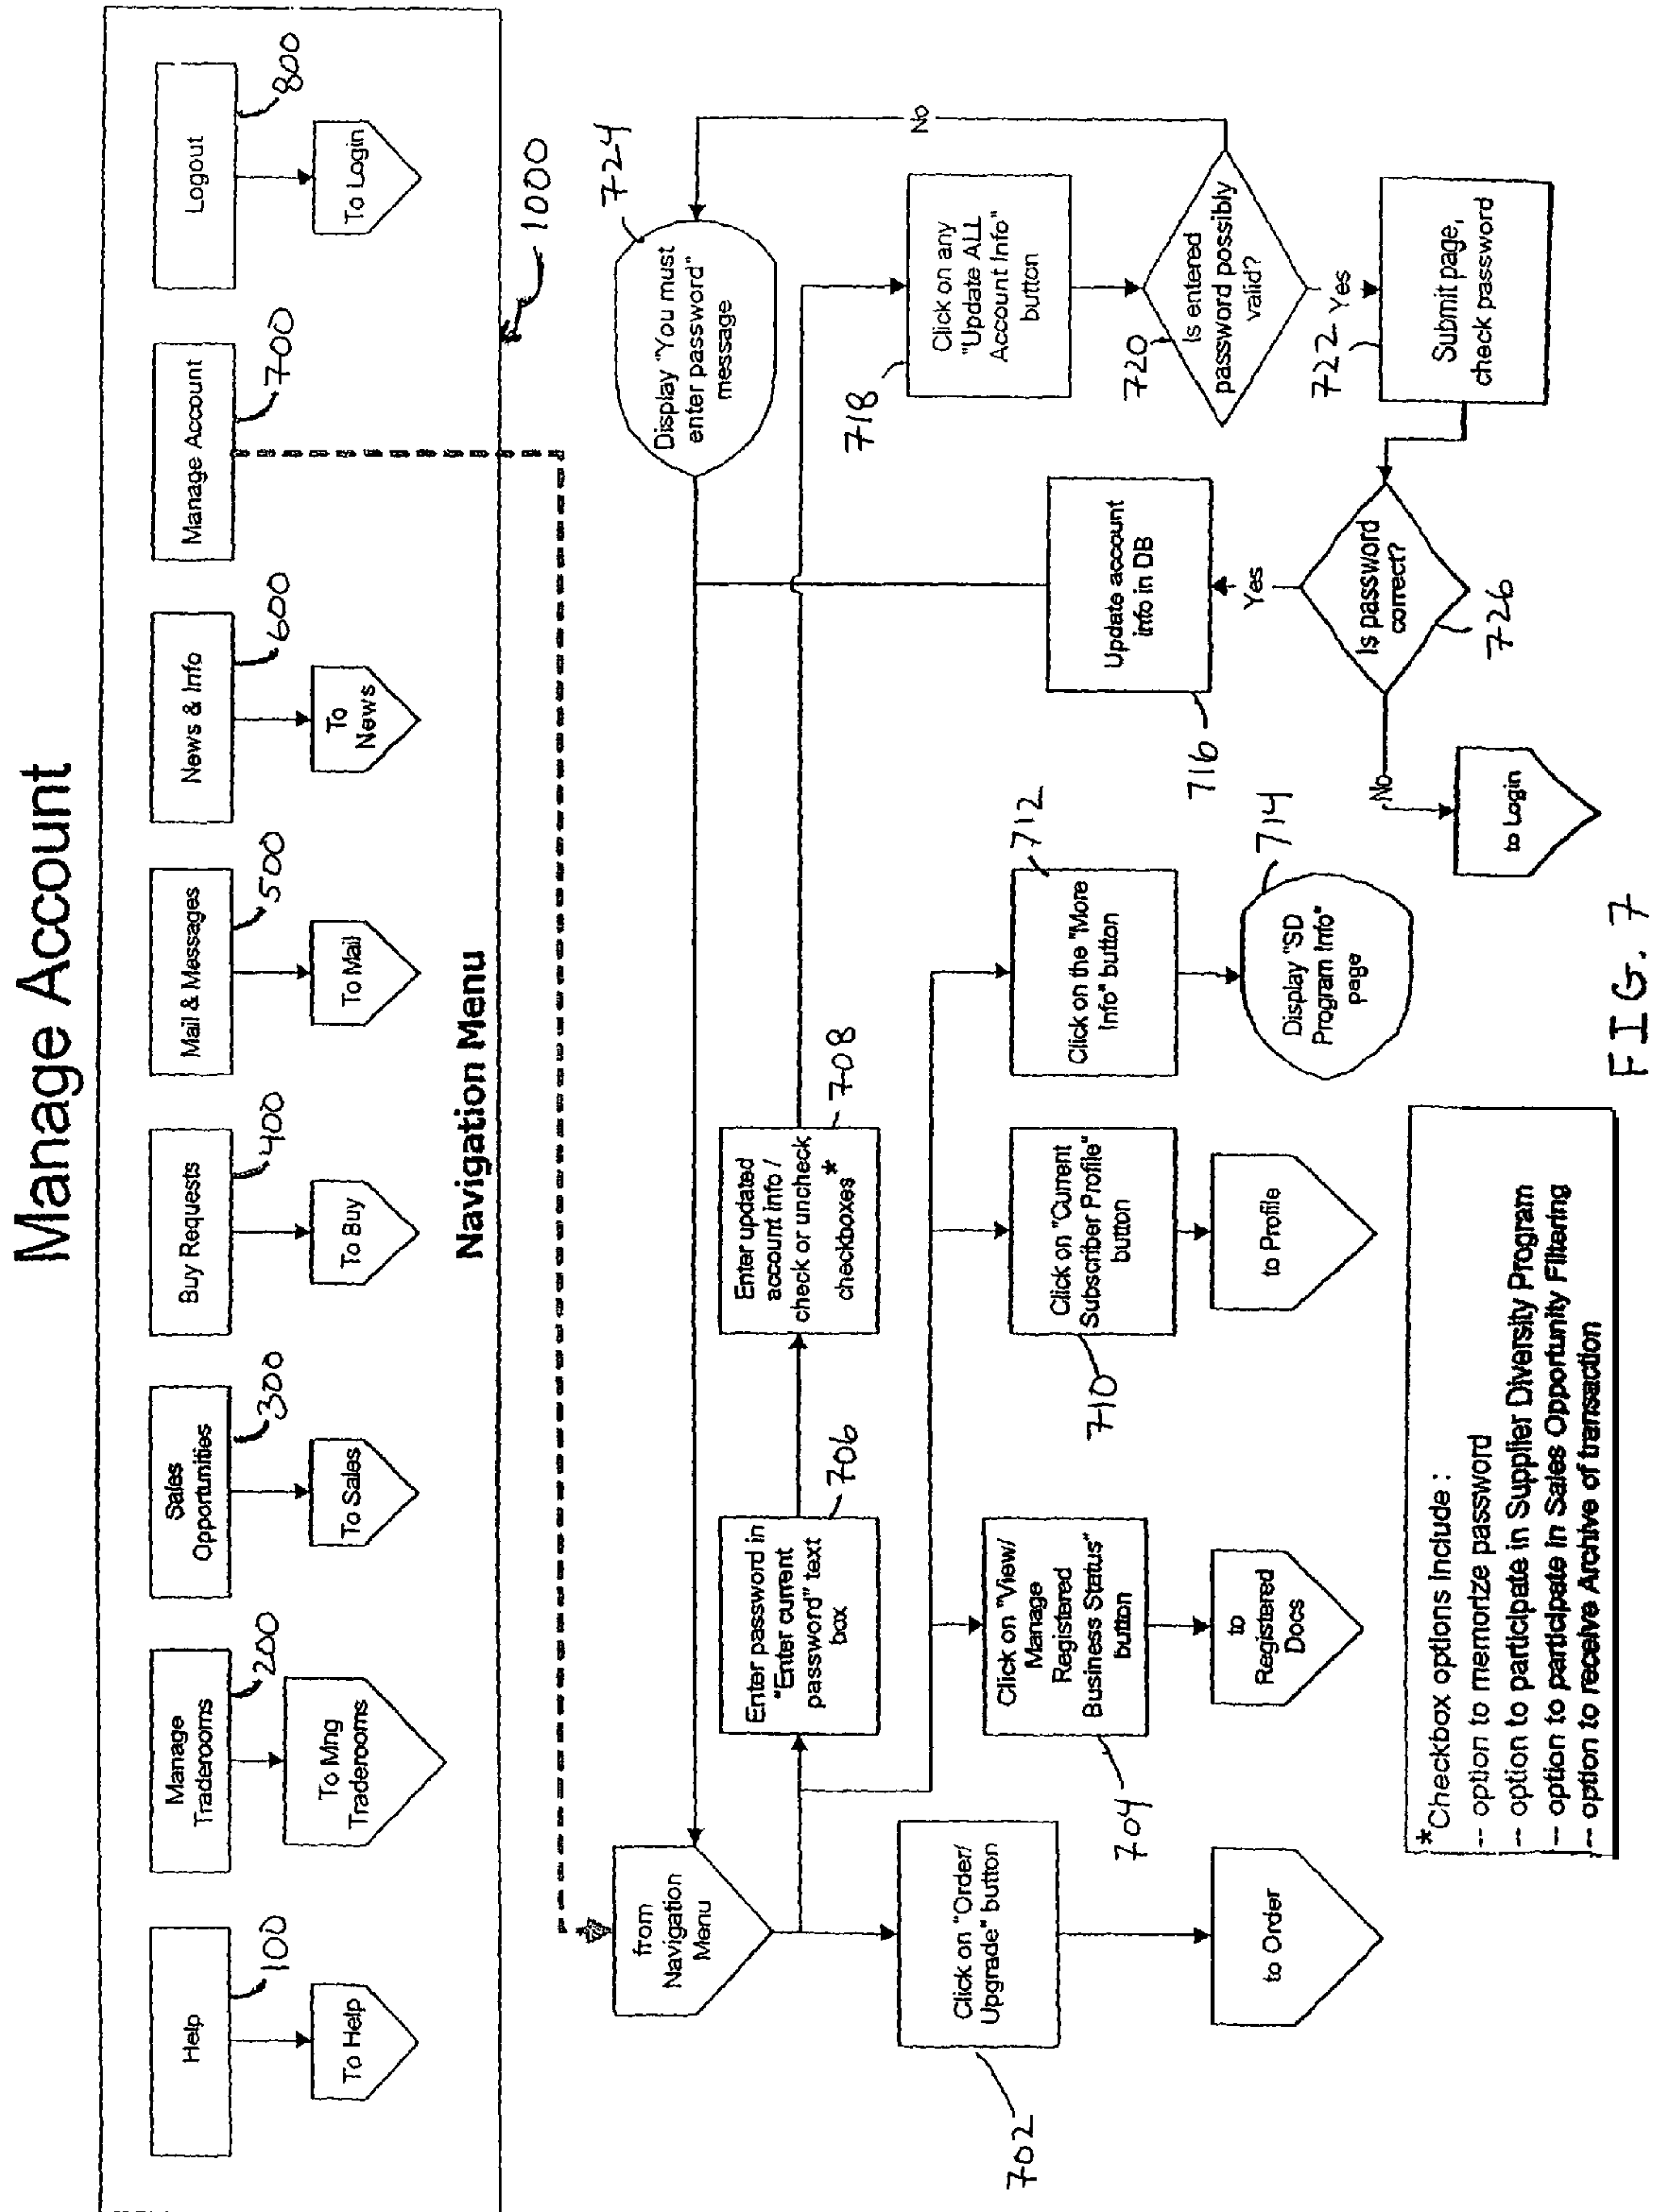 Manage Account
Help
100
To Help
Manage
Traderooms
200
To Mng
Traderooms
Sales
Opportunities
300
To Sales
Buy Requests
400
To Buy
Mail & Messages
500
To Mail
News & Info
600
To
News
Manage Account
700
Logout
800
To Login
Navigation Menu
1000
from
Navigation
Menu
Display "You must
enter password"
message
724
Enter password in
"Enter current
password" text
box
706
Enter updated
account info /
check or uncheck
checkboxes*
708
Click on any
"Update ALL
Account Info"
button
718
No
Click on "Order/
Upgrade" button
702
to Order
Click on "View/
Manage
Registered
Business Status"
button
704
to
Registered
Docs
Click on "Current
Subscriber Profile"
button
710
to Profile
Click on the "More
Info" button
712
Display "SD
Program Info"
page
714
Update account
info in DB
716
Yes
Is entered
password possibly
valid?
720
Yes
Submit page,
check password
722
Is password
correct?
726
No
to Login
*Checkbox options Include :
-- option to memorize password
-- option to participate in Supplier Diversity Program
-- option to participate in Sales Opportunity Filtering
-- option to receive Archive of transaction
FIG. 7